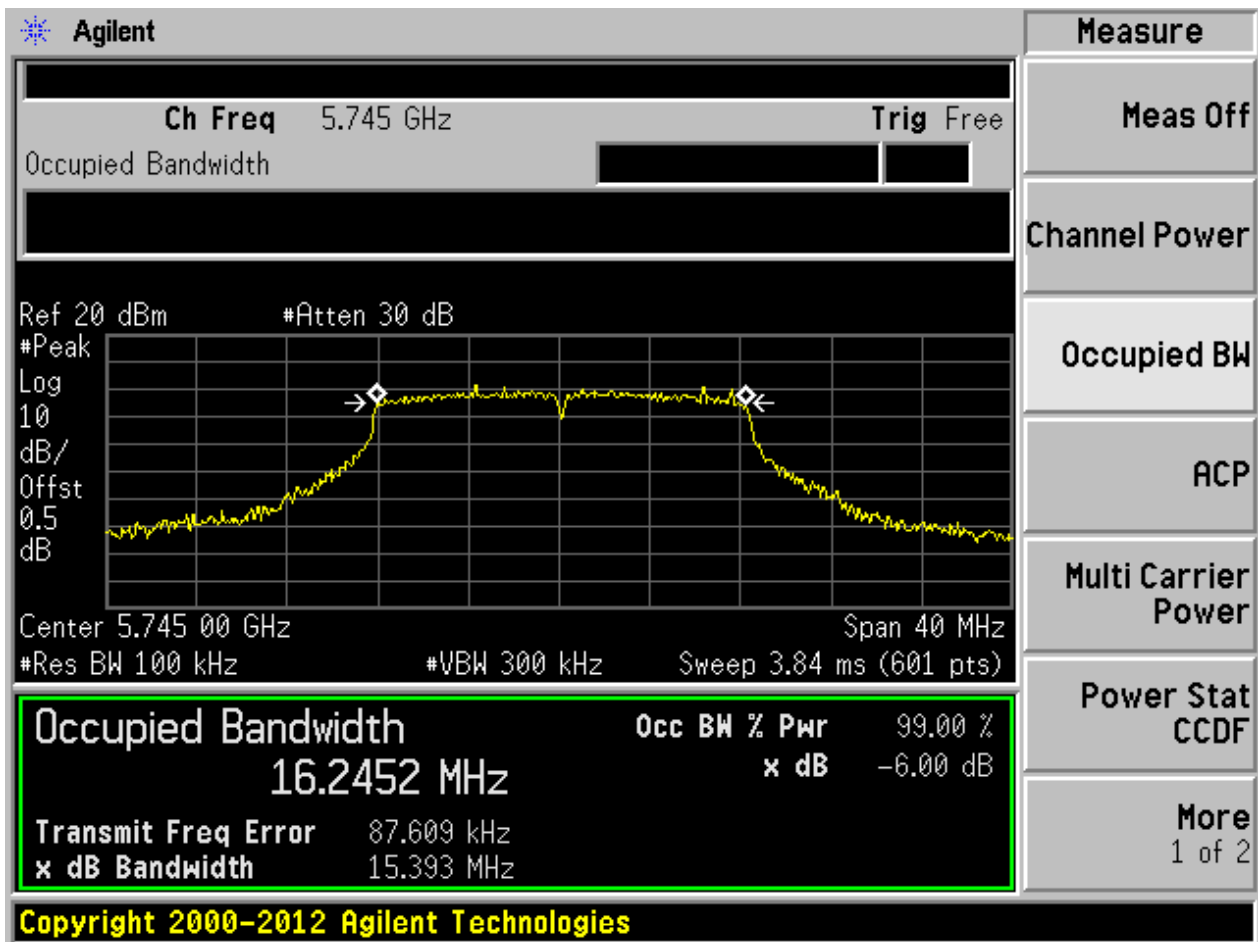 Agilent
Measure
Ch Freq 5.745 GHz Trig Free
Occupied Bandwidth
Meas Off
Channel Power
Occupied BW
ACP
Multi Carrier
Power
Power Stat
CCDF
More
1 of 2
Ref 20 dBm #Atten 30 dB
#Peak
Log
10
dB/
Offst
0.5
dB
Center 5.745 00 GHz Span 40 MHz
#Res BW 100 kHz #VBW 300 kHz Sweep 3.84 ms (601 pts)
Occupied Bandwidth Occ BW % Pwr 99.00 %
16.2452 MHz x dB -6.00 dB
Transmit Freq Error 87.609 kHz
x dB Bandwidth 15.393 MHz
Copyright 2000-2012 Agilent Technologies